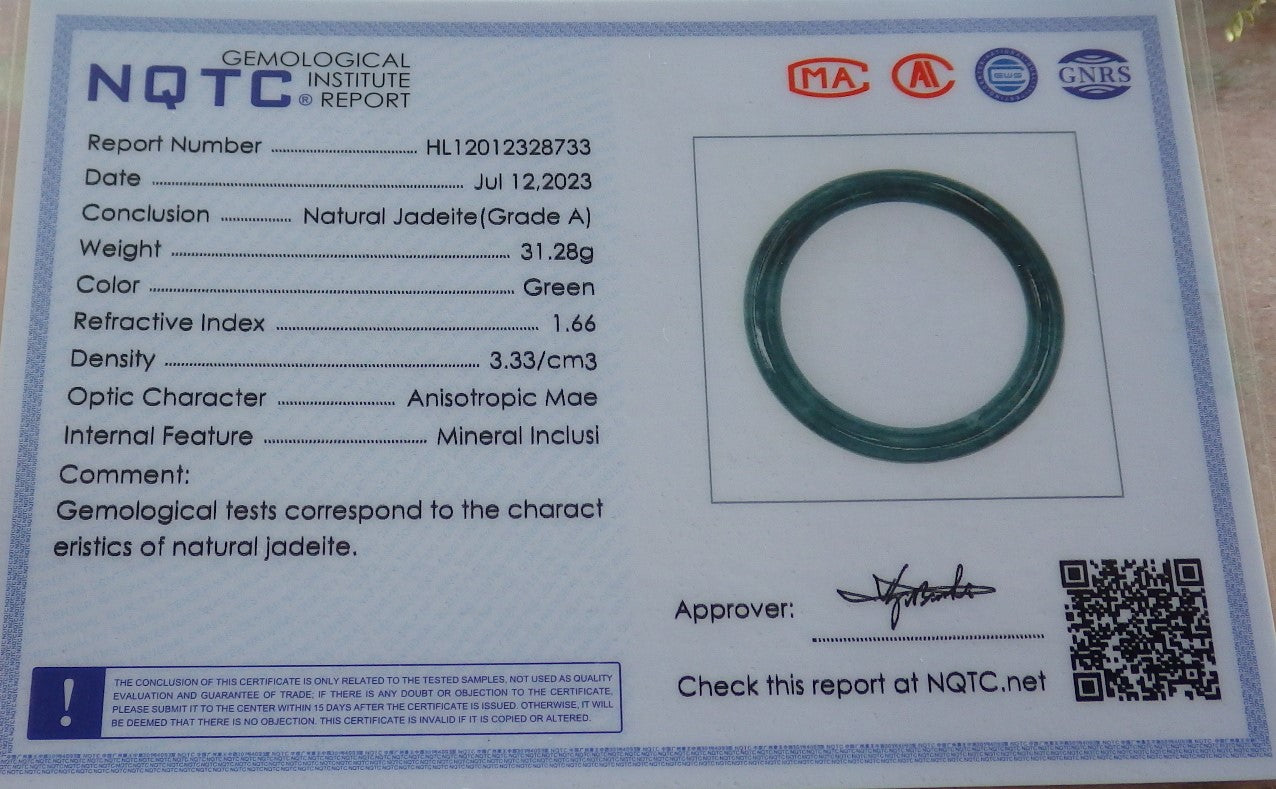 GEMOLOGICAL
NQTC® INSTITUTE
REPORT
MA
GNRS
Report Number ........ HL12012328733
Date ........ Jul 12,2023
Conclusion ........ Natural Jadeite(Grade A)
Weight ........ 31.28g
Color ........ Green
Refractive Index ........ 1.66
Density ........ 3.33/cm3
Optic Character ........ Anisotropic Mae
Internal Feature ........ Mineral Inclusi
Comment:
Gemological tests correspond to the charact
eristics of natural jadeite.
Approver:
Check this report at NQTC.net
!
THE CONCLUSION OF THIS CERTIFICATE IS ONLY RELATED TO THE TESTED SAMPLES, NOT USED AS QUALITY
EVALUATION AND GUARANTEE OF TRADE; IF THERE IS ANY DOUBT OR OBJECTION TO THE CERTIFICATE,
PLEASE SUBMIT IT TO THE CENTER WITHIN 15 DAYS AFTER THE CERTIFICATE IS ISSUED. OTHERWISE, IT WILL
BE DEEMED THAT THERE IS NO OBJECTION. THIS CERTIFICATE IS INVALID IF IT IS COPIED OR ALTERED.